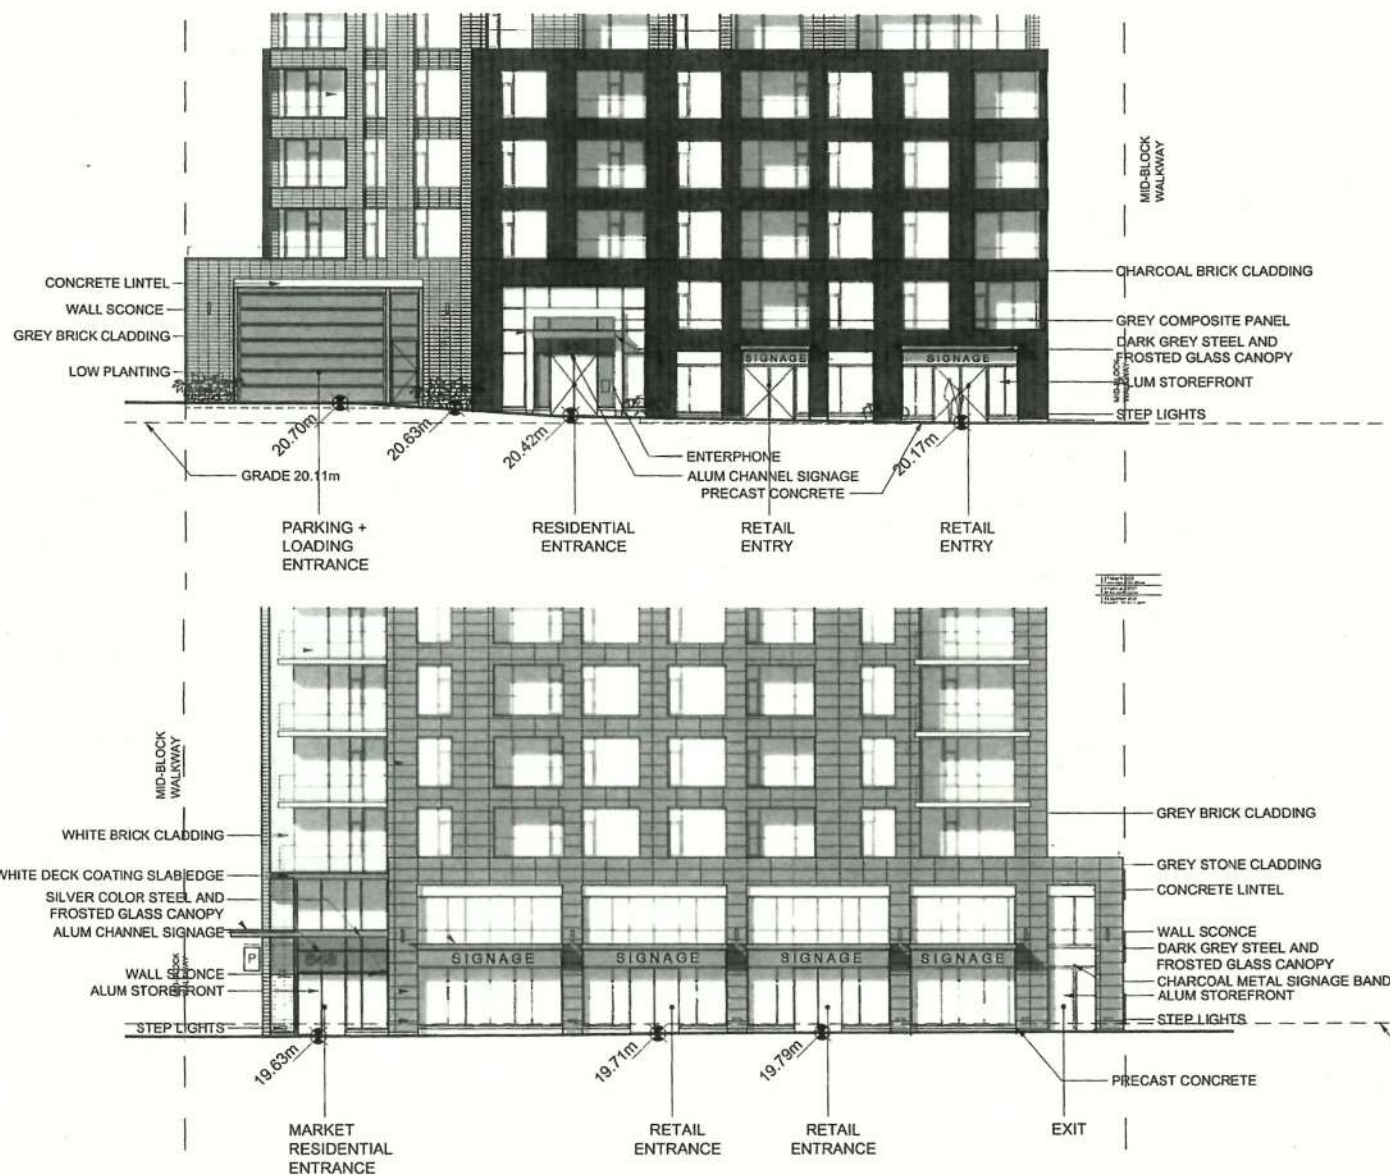 MID-BLOCK
WALKWAY
CONCRETE LINTEL
WALL SCONCE
GREY BRICK CLADDING
LOW PLANTING
CHARCOAL BRICK CLADDING
GREY COMPOSITE PANEL
DARK GREY STEEL AND
FROSTED GLASS CANOPY
MID-BLOCK
ALUM STOREFRONT
STEP LIGHTS
SIGNAGE
SIGNAGE
20.70m
20.63m
20.42m
20.17m
GRADE 20.11m
ENTERPHONE
ALUM CHANNEL SIGNAGE
PRECAST CONCRETE
PARKING +
LOADING
ENTRANCE
RESIDENTIAL
ENTRANCE
RETAIL
ENTRY
RETAIL
ENTRY
MID-BLOCK
WALKWAY
WHITE BRICK CLADDING
WHITE DECK COATING SLAB EDGE
SILVER COLOR STEEL AND
FROSTED GLASS CANOPY
ALUM CHANNEL SIGNAGE
P
WALL SCONCE
ALUM STOREFRONT
STEP LIGHTS
SIGNAGE
SIGNAGE
SIGNAGE
SIGNAGE
GREY BRICK CLADDING
GREY STONE CLADDING
CONCRETE LINTEL
WALL SCONCE
DARK GREY STEEL AND
FROSTED GLASS CANOPY
CHARCOAL METAL SIGNAGE BAND
ALUM STOREFRONT
STEP LIGHTS
PRECAST CONCRETE
19.63m
19.71m
19.79m
MARKET
RESIDENTIAL
ENTRANCE
RETAIL
ENTRANCE
RETAIL
ENTRANCE
EXIT